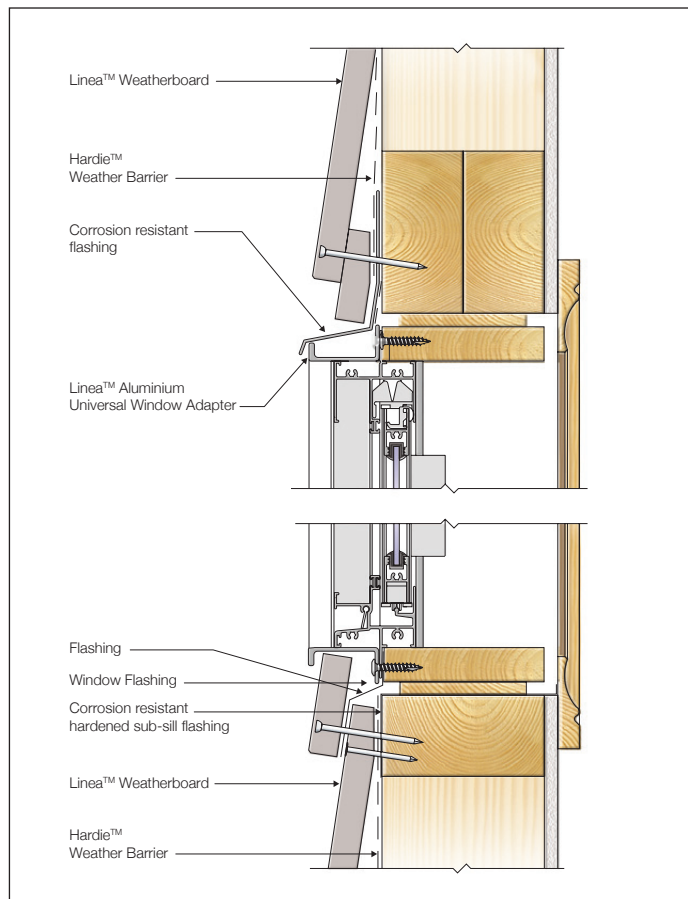 Linea™ Weatherboard
Hardie™
Weather Barrier
Corrosion resistant
flashing
Linea™ Aluminium
Universal Window Adapter
Flashing
Window Flashing
Corrosion resistant
hardened sub-sill flashing
Linea™ Weatherboard
Hardie™
Weather Barrier